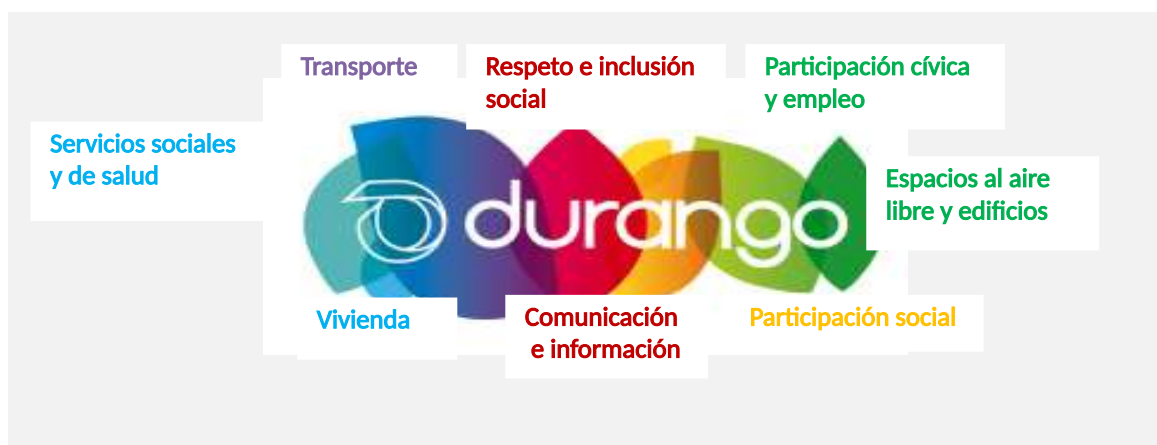 Transporte
Respeto e inclusión
social
Participación cívica
y empleo
Servicios sociales
y de salud
Espacios al aire
libre y edificios
durango
Vivienda
Comunicación
e información
Participación social